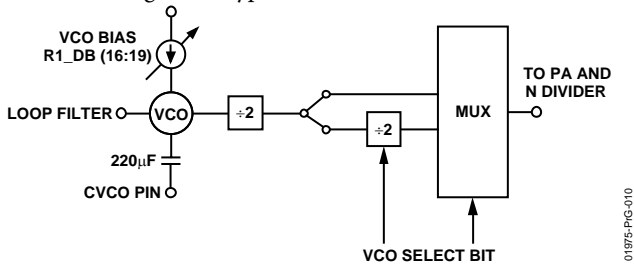 VCO BIAS
R1_DB (16:19)
LOOP FILTER
VCO
÷2
÷2
MUX
TO PA AND
N DIVIDER
220µF
CVCO PIN
VCO SELECT BIT
01975-PrG-010